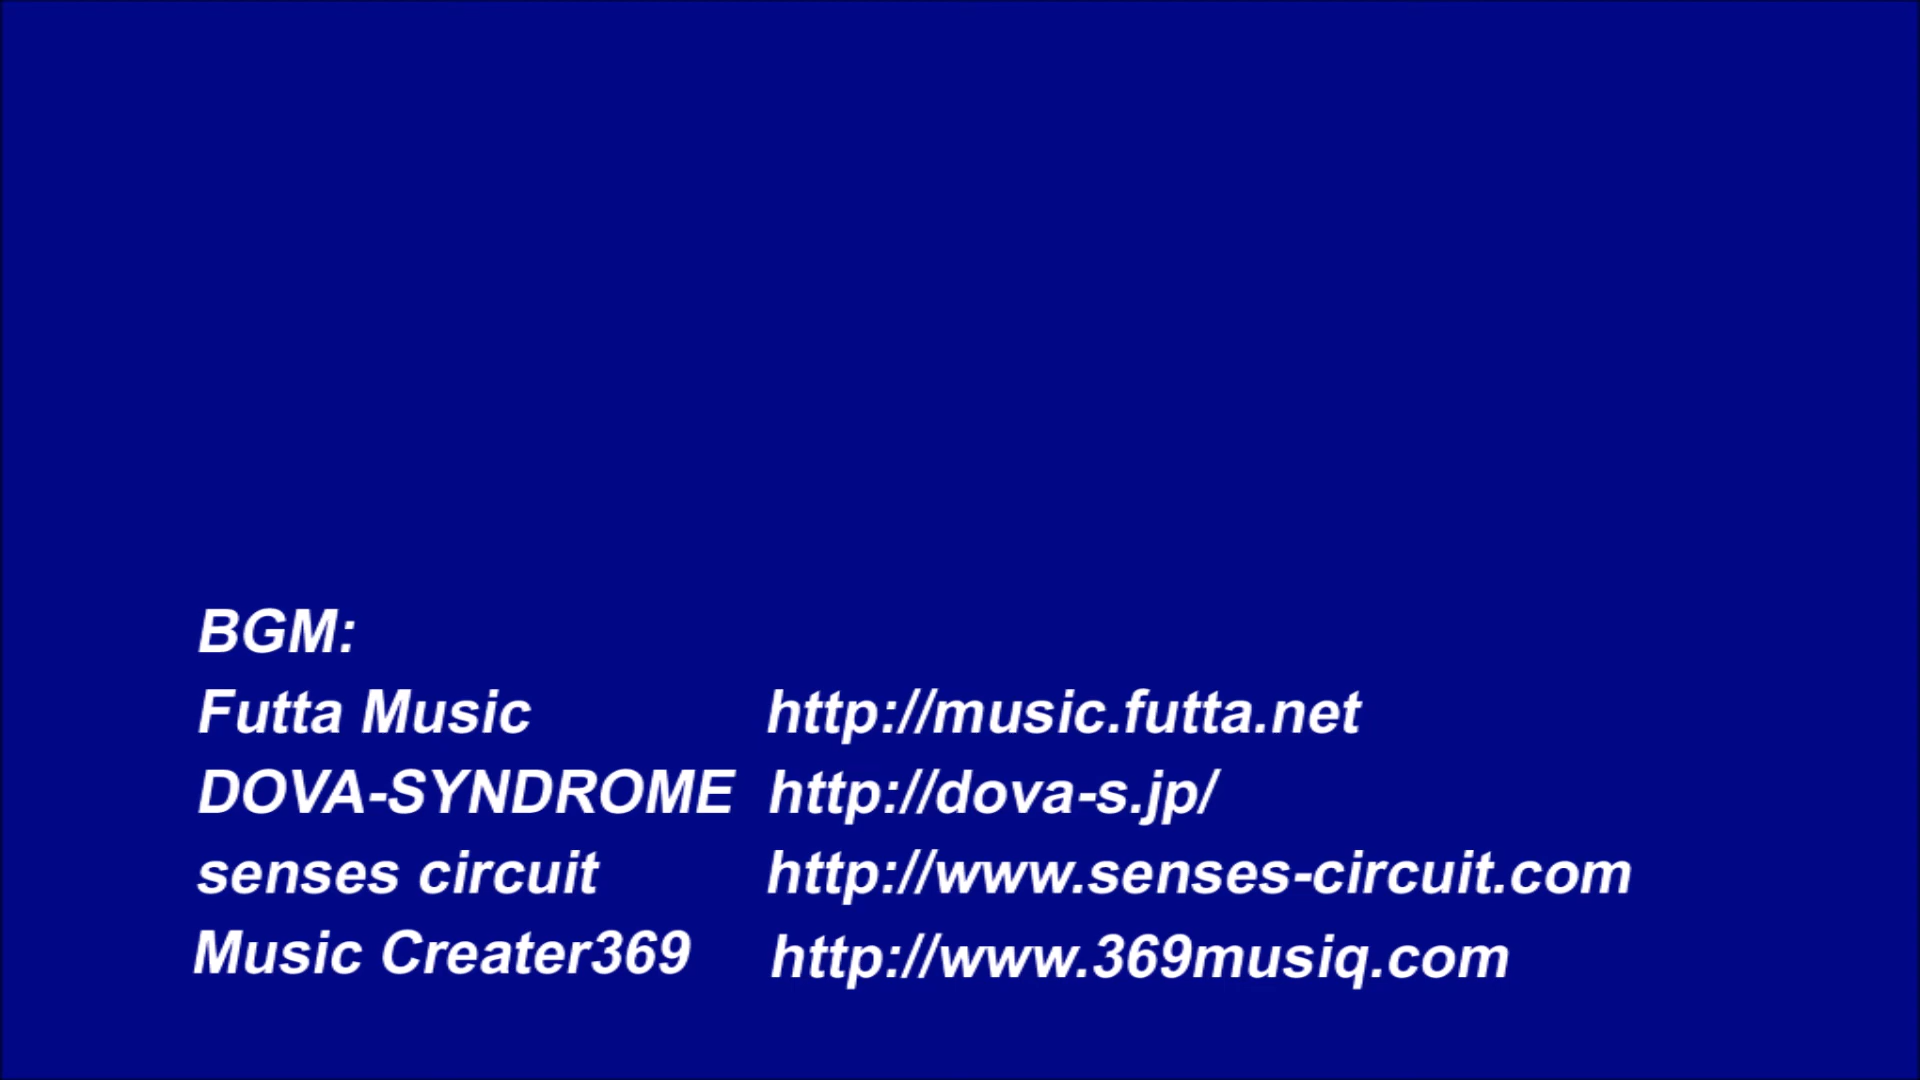 BGM:
Futta Music http://music.futta.net
DOVA-SYNDROME http://dova-s.jp/
senses circuit http://www.senses-circuit.com
Music Creater369 http://www.369musiq.com